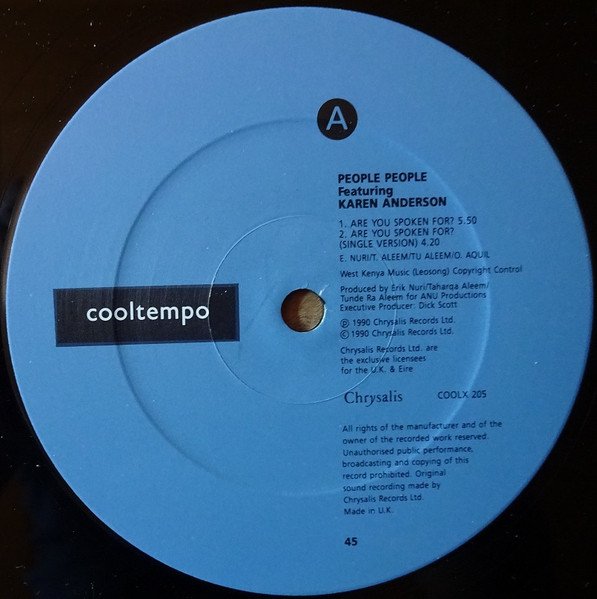 A
PEOPLE PEOPLE
Featuring
KAREN ANDERSON
1. ARE YOU SPOKEN FOR? 5.50
2. ARE YOU SPOKEN FOR?
(SINGLE VERSION) 4.20
E. NURI/T. ALEEM/TU ALEEM/O. AQUIL
West Kenya Music (Leosong) Copyright Control
Produced by Erik Nuri/Taharqa Aleem/
Tunde Ra Aleem for ANU Productions
Executive Producer: Dick Scott
℗ 1990 Chrysalis Records Ltd.
© 1990 Chrysalis Records Ltd.
Chrysalis Records Ltd. are
the exclusive licensees
for the U.K. & Eire
cooltempo
Chrysalis COOLX 205
All rights of the manufacturer and of the
owner of the recorded work reserved.
Unauthorised public performance,
broadcasting and copying of this
record prohibited. Original
sound recording made by
Chrysalis Records Ltd.
Made in U.K.
45